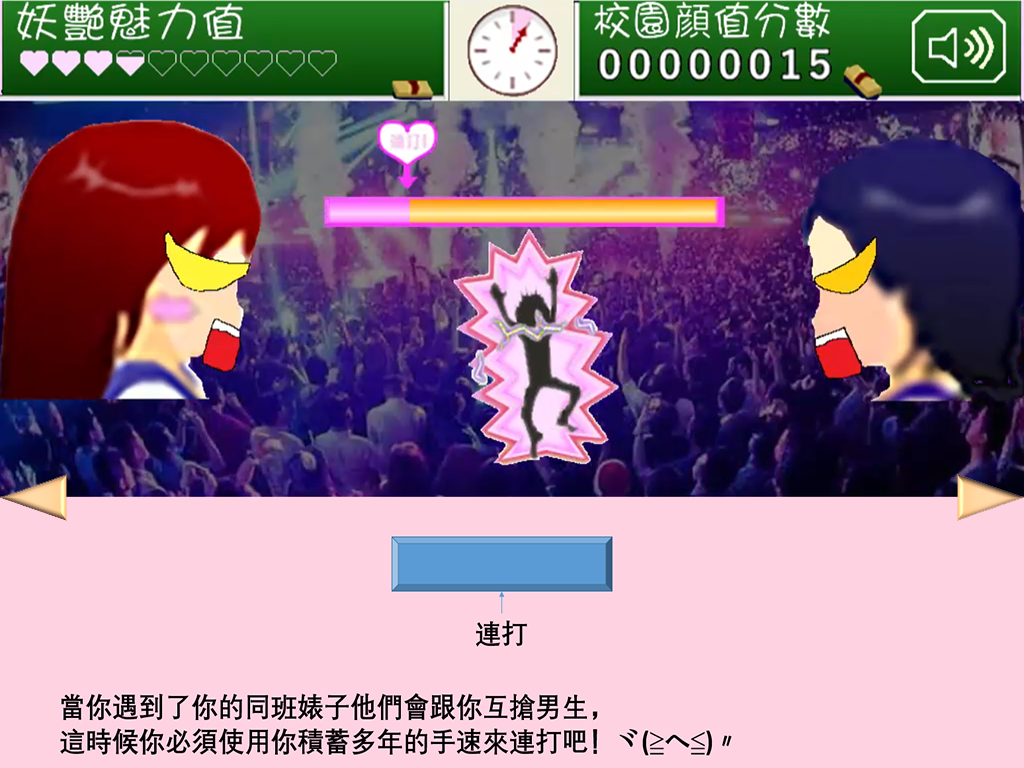 妖艷魅力值
校園顏值分數
00000015
連打!
連打
當你遇到了你的同班婊子他們會跟你互搶男生，
這時候你必須使用你積蓄多年的手速來連打吧！ヾ(≧へ≦)〃